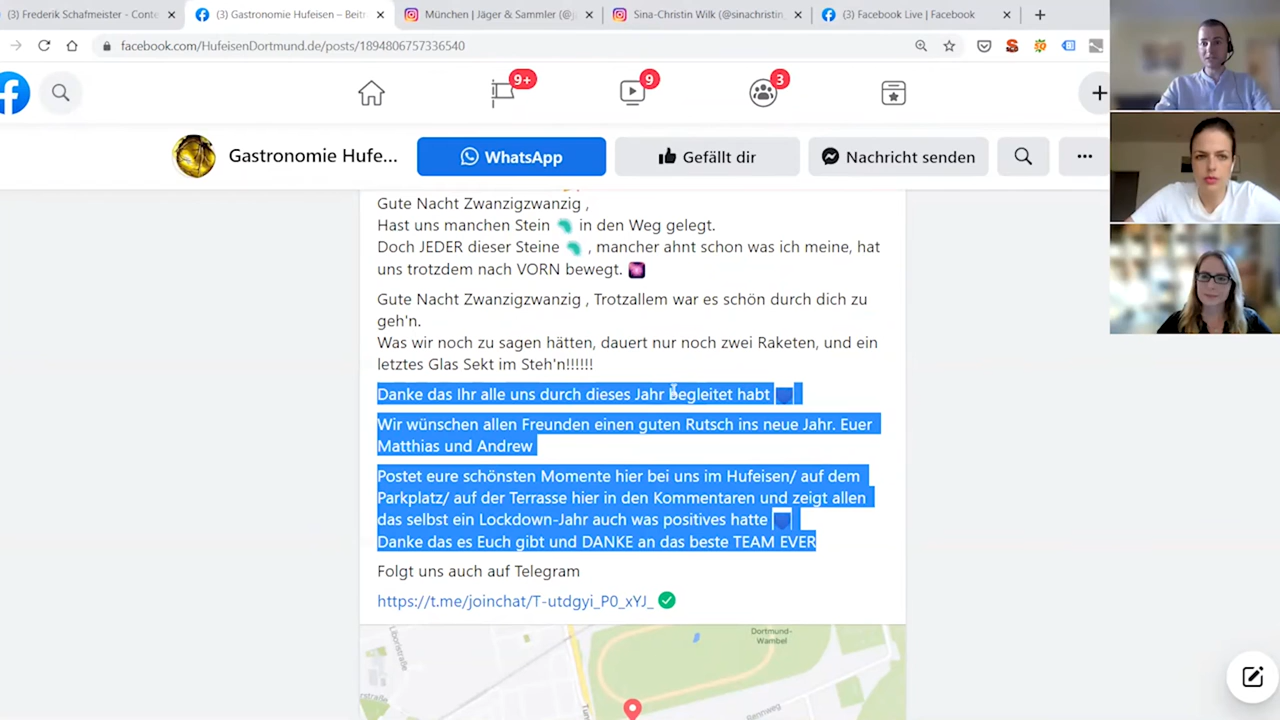 (3) Frederik Schafmeister - Conte
(3) Gastronomie Hufeisen – Beitr
München | Jäger & Sammler (@j
Sina-Christin Wilk (@sinachristin_
(3) Facebook Live | Facebook
facebook.com/HufeisenDortmund.de/posts/1894806757336540
9+
9
3
Gastronomie Hufe...
WhatsApp
Gefällt dir
Nachricht senden
Gute Nacht Zwanzigzwanzig ,
Hast uns manchen Stein in den Weg gelegt.
Doch JEDER dieser Steine , mancher ahnt schon was ich meine, hat
uns trotzdem nach VORN bewegt.
Gute Nacht Zwanzigzwanzig , Trotzallem war es schön durch dich zu
geh'n.
Was wir noch zu sagen hätten, dauert nur noch zwei Raketen, und ein
letztes Glas Sekt im Steh'n!!!!!!
Danke das Ihr alle uns durch dieses Jahr begleitet habt
Wir wünschen allen Freunden einen guten Rutsch ins neue Jahr. Euer
Matthias und Andrew
Postet eure schönsten Momente hier bei uns im Hufeisen/ auf dem
Parkplatz/ auf der Terrasse hier in den Kommentaren und zeigt allen
das selbst ein Lockdown-Jahr auch was positives hatte
Danke das es Euch gibt und DANKE an das beste TEAM EVER
Folgt uns auch auf Telegram
https://t.me/joinchat/T-utdgyi_P0_xYJ_
Liboristraße
Dortmund-
Wambel
Rennweg